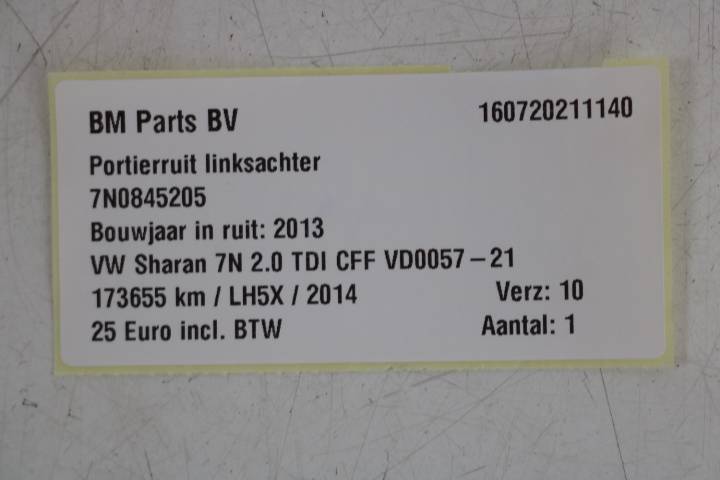 BM Parts BV 160720211140
Portierruit linksachter
7N0845205
Bouwjaar in ruit: 2013
VW Sharan 7N 2.0 TDI CFF VD0057-21
173655 km / LH5X / 2014 Verz: 10
25 Euro incl. BTW Aantal: 1